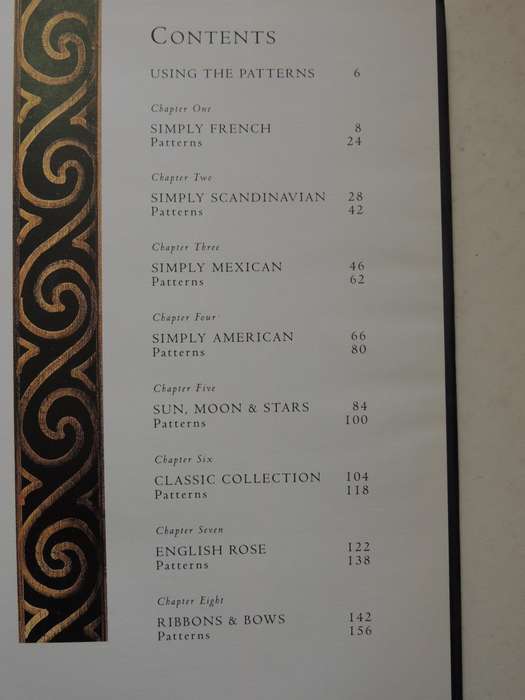 CONTENTS
USING THE PATTERNS 6
Chapter One
SIMPLY FRENCH 8
Patterns 24
Chapter Two
SIMPLY SCANDINAVIAN 28
Patterns 42
Chapter Three
SIMPLY MEXICAN 46
Patterns 62
Chapter Four
SIMPLY AMERICAN 66
Patterns 80
Chapter Five
SUN, MOON & STARS 84
Patterns 100
Chapter Six
CLASSIC COLLECTION 104
Patterns 118
Chapter Seven
ENGLISH ROSE 122
Patterns 138
Chapter Eight
RIBBONS & BOWS 142
Patterns 156